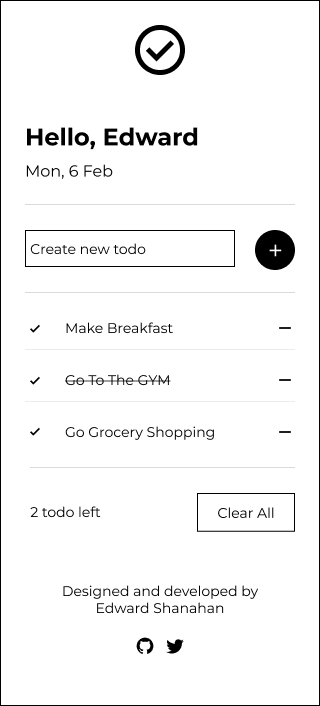 Hello, Edward
Mon, 6 Feb
Create new todo
Make Breakfast
Go To The GYM
Go Grocery Shopping
2 todo left
Clear All
Designed and developed by
Edward Shanahan